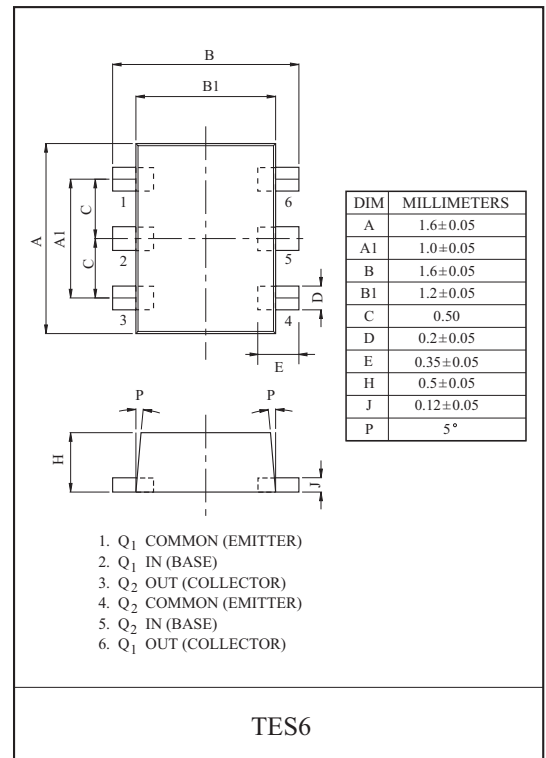 B
B1
1
6
2
5
3
4
A
A1
C
C
D
E
P
P
H
J
DIM MILLIMETERS
A 1.6±0.05
A1 1.0±0.05
B 1.6±0.05
B1 1.2±0.05
C 0.50
D 0.2±0.05
E 0.35±0.05
H 0.5±0.05
J 0.12±0.05
P 5°
1. Q1 COMMON (EMITTER)
2. Q1 IN (BASE)
3. Q2 OUT (COLLECTOR)
4. Q2 COMMON (EMITTER)
5. Q2 IN (BASE)
6. Q1 OUT (COLLECTOR)
TES6